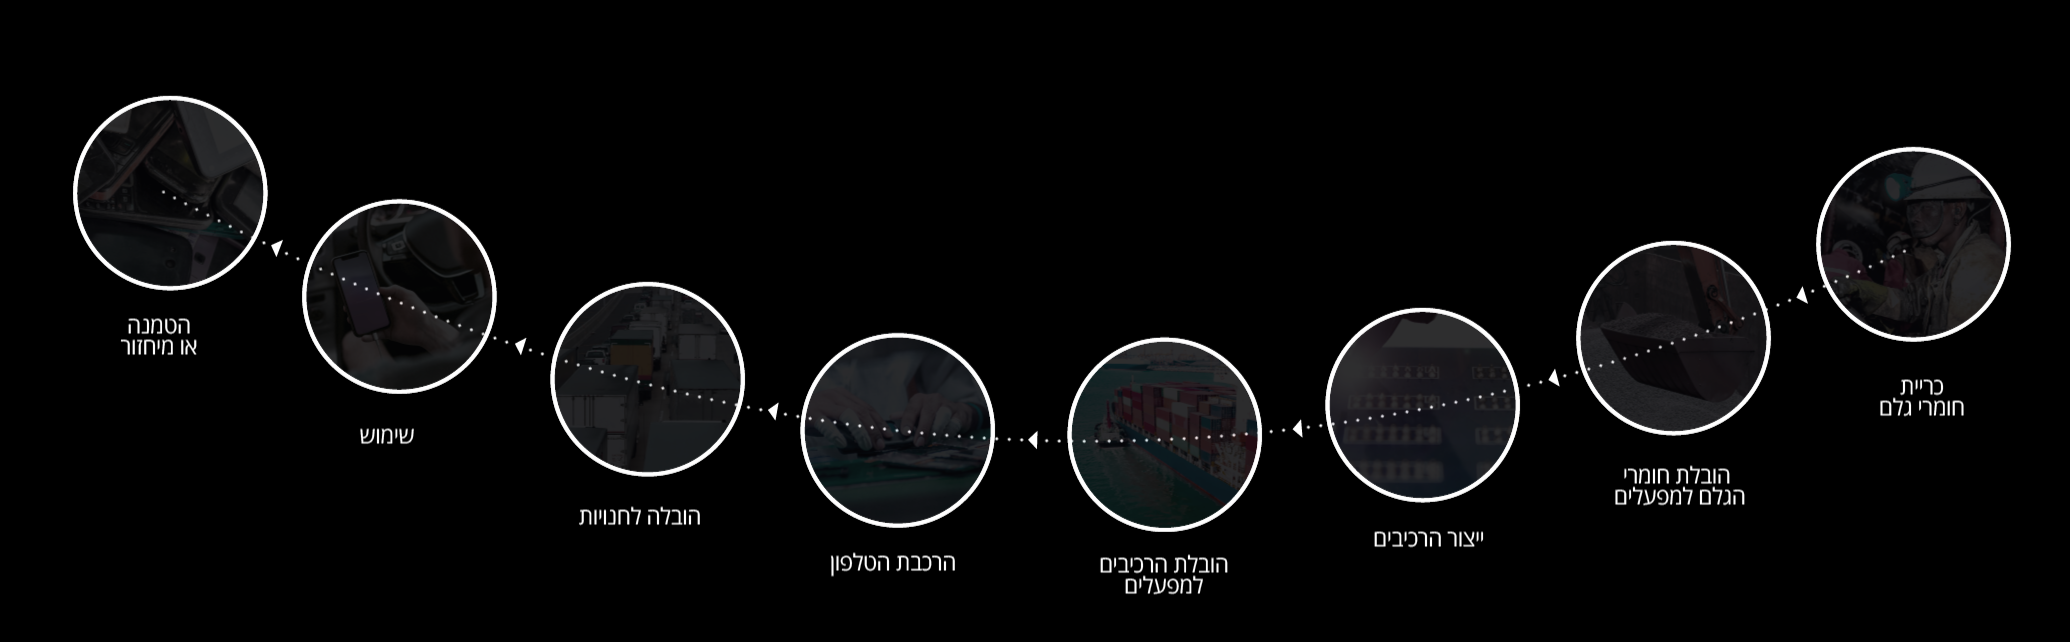 כריית
חומרי גלם
הובלת חומרי
הגלם למפעלים
ייצור הרכיבים
הובלת הרכיבים
למפעלים
הרכבת הטלפון
הובלה לחנויות
שימוש
הטמנה
או מיחזור